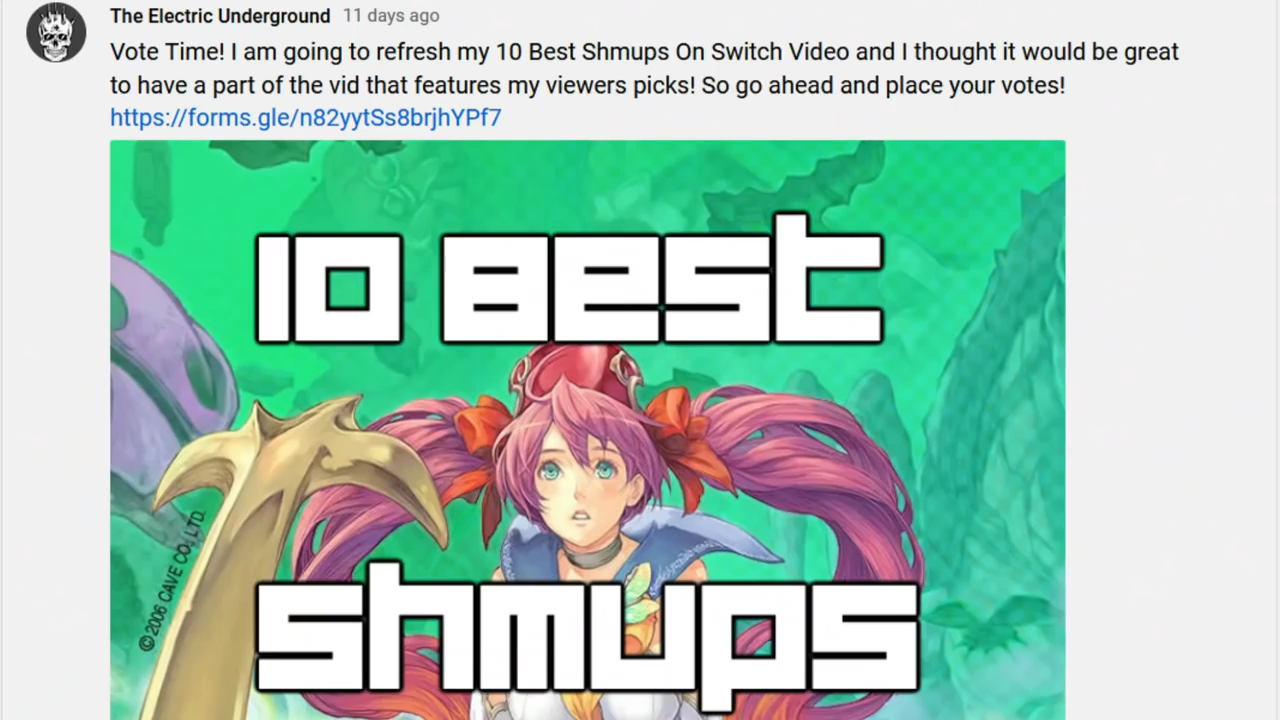 The Electric Underground 11 days ago
Vote Time! I am going to refresh my 10 Best Shmups On Switch Video and I thought it would be great
to have a part of the vid that features my viewers picks! So go ahead and place your votes!
https://forms.gle/n82yytSs8brjhYPf7
10 Best
© 2006 CAVE CO., LTD.
shmups